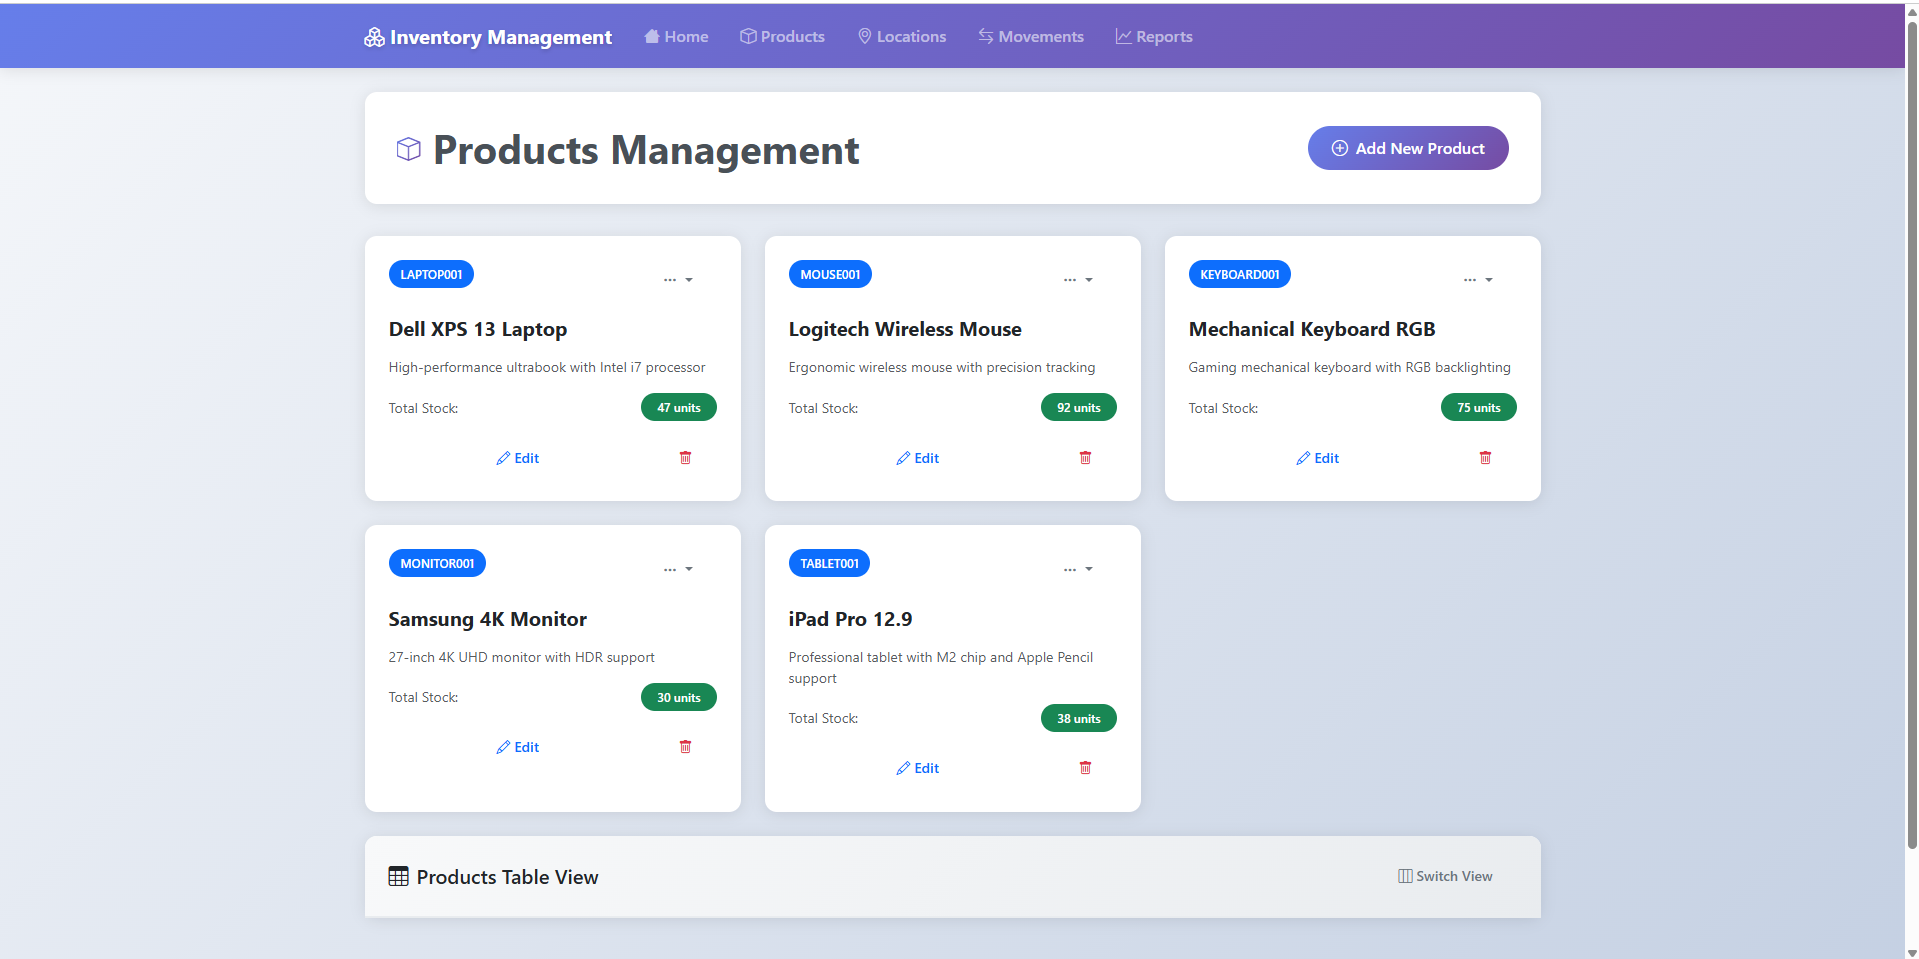 Inventory Management Home Products Locations Movements Reports
Products Management
Add New Product
LAPTOP001
Dell XPS 13 Laptop
High-performance ultrabook with Intel i7 processor
Total Stock: 47 units
Edit
MOUSE001
Logitech Wireless Mouse
Ergonomic wireless mouse with precision tracking
Total Stock: 92 units
Edit
KEYBOARD001
Mechanical Keyboard RGB
Gaming mechanical keyboard with RGB backlighting
Total Stock: 75 units
Edit
MONITOR001
Samsung 4K Monitor
27-inch 4K UHD monitor with HDR support
Total Stock: 30 units
Edit
TABLET001
iPad Pro 12.9
Professional tablet with M2 chip and Apple Pencil
support
Total Stock: 38 units
Edit
Products Table View
Switch View